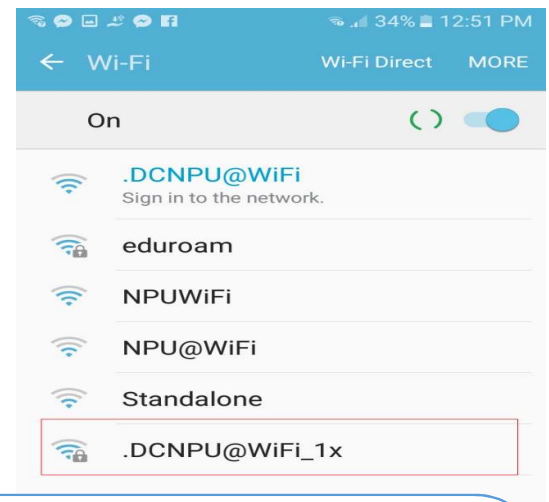 34% 12:51 PM
Wi-Fi Wi-Fi Direct MORE
On
.DCNPU@WiFi
Sign in to the network.
eduroam
NPUWiFi
NPU@WiFi
Standalone
.DCNPU@WiFi_1x